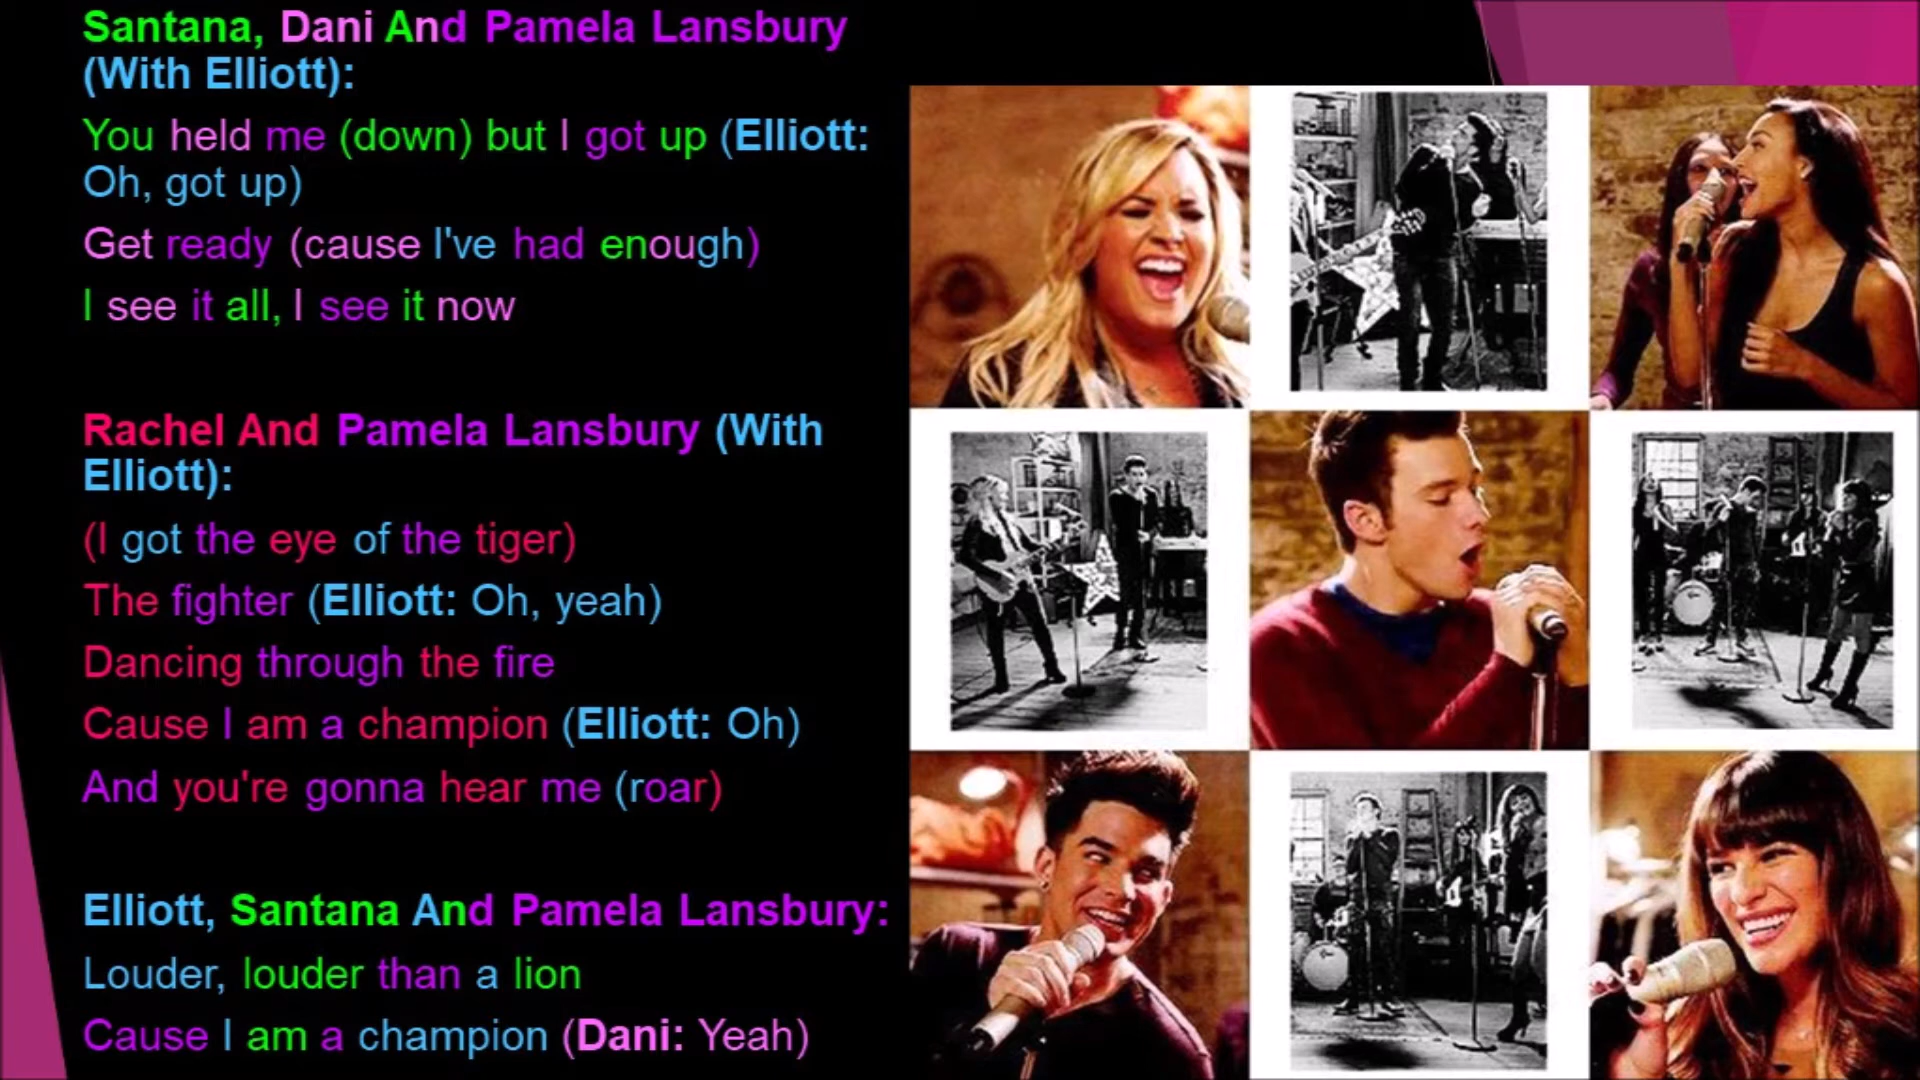 Santana, Dani And Pamela Lansbury
(With Elliott):
You held me (down) but I got up (Elliott:
Oh, got up)
Get ready (cause I've had enough)
I see it all, I see it now
Rachel And Pamela Lansbury (With
Elliott):
(I got the eye of the tiger)
The fighter (Elliott: Oh, yeah)
Dancing through the fire
Cause I am a champion (Elliott: Oh)
And you're gonna hear me (roar)
Elliott, Santana And Pamela Lansbury:
Louder, louder than a lion
Cause I am a champion (Dani: Yeah)